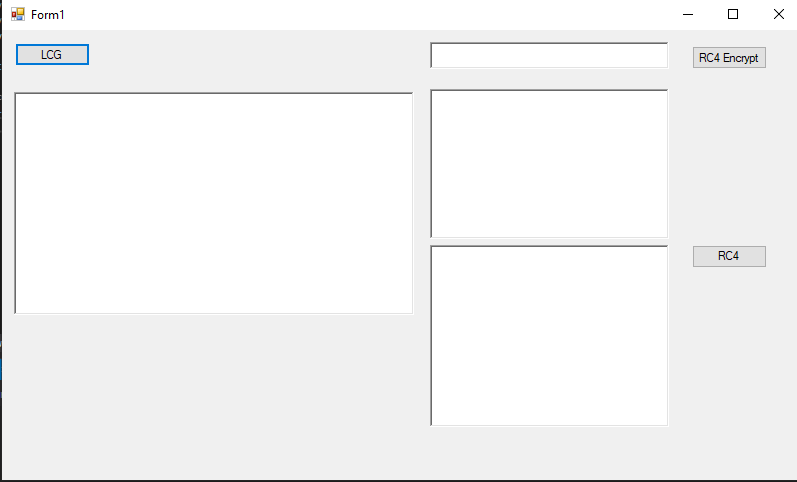 Form1
LCG
RC4 Encrypt
RC4